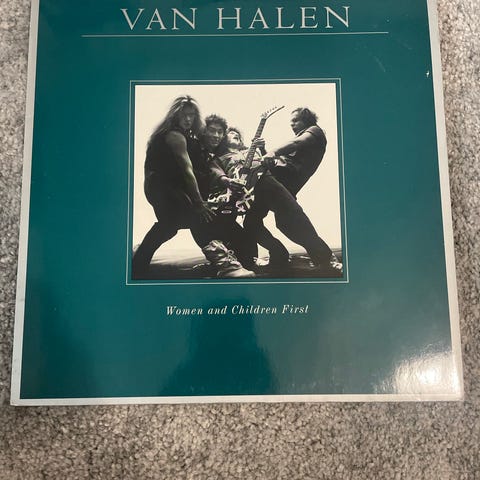 VAN HALEN
Women and Children First